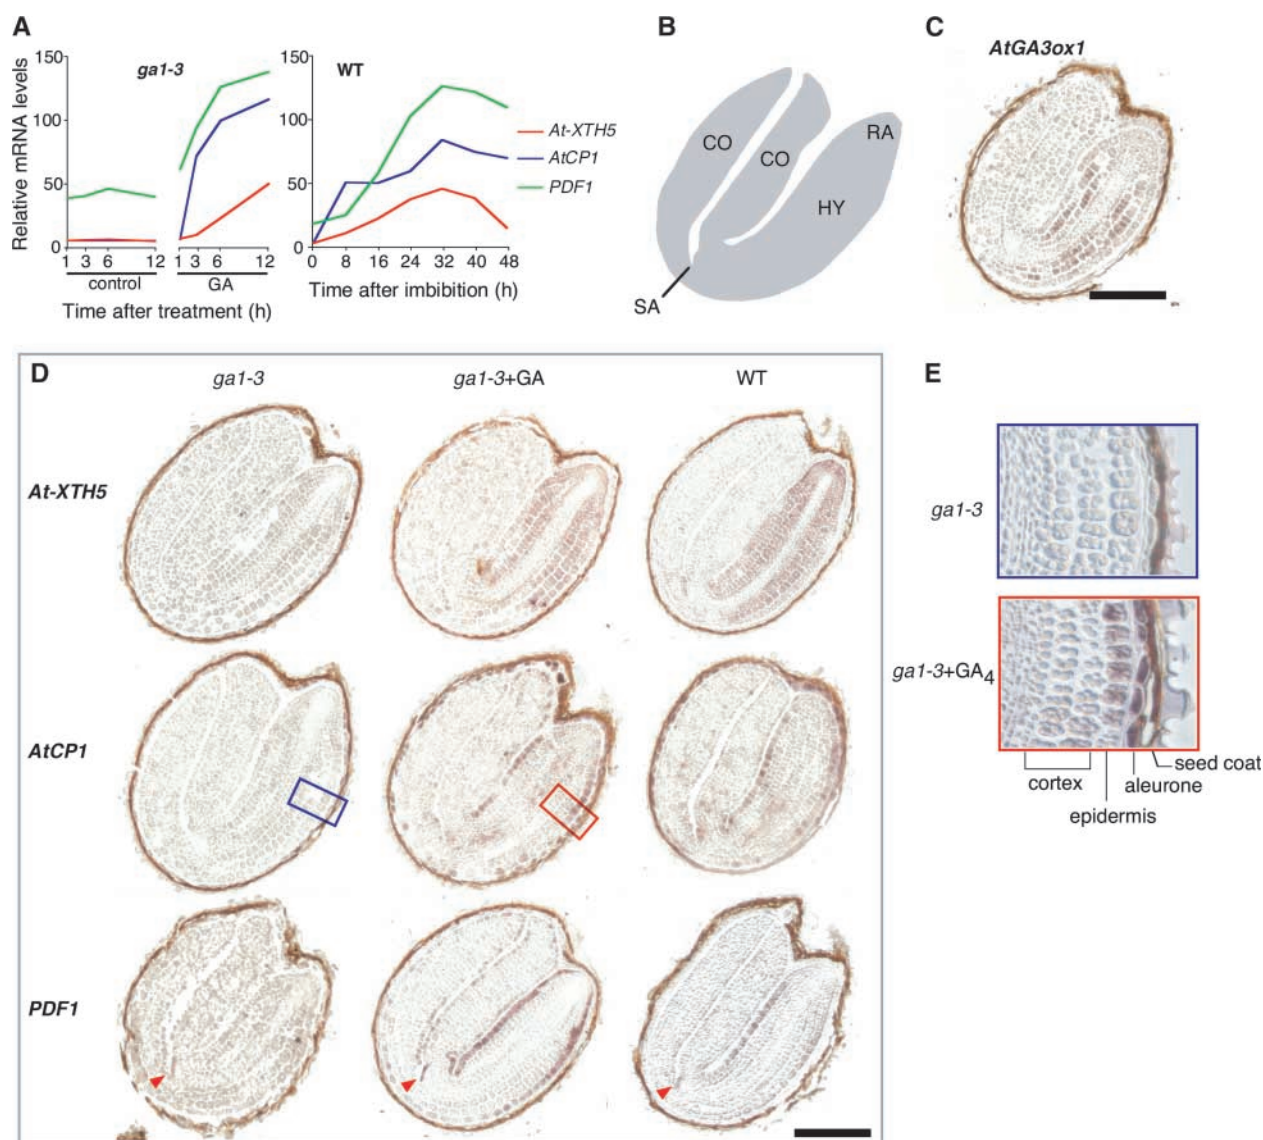 A
Relative mRNA levels
150
100
50
0
ga1-3
1 3 6 12 1 3 6 12
control GA
Time after treatment (h)
150
100
50
0
WT
0 8 16 24 32 40 48
Time after imbibition (h)
At-XTH5
AtCP1
PDF1
B
CO
CO
RA
HY
SA
C
AtGA3ox1
D
ga1-3 ga1-3+GA WT
At-XTH5
AtCP1
PDF1
E
ga1-3
ga1-3+GA4
seed coat
cortex aleurone
epidermis